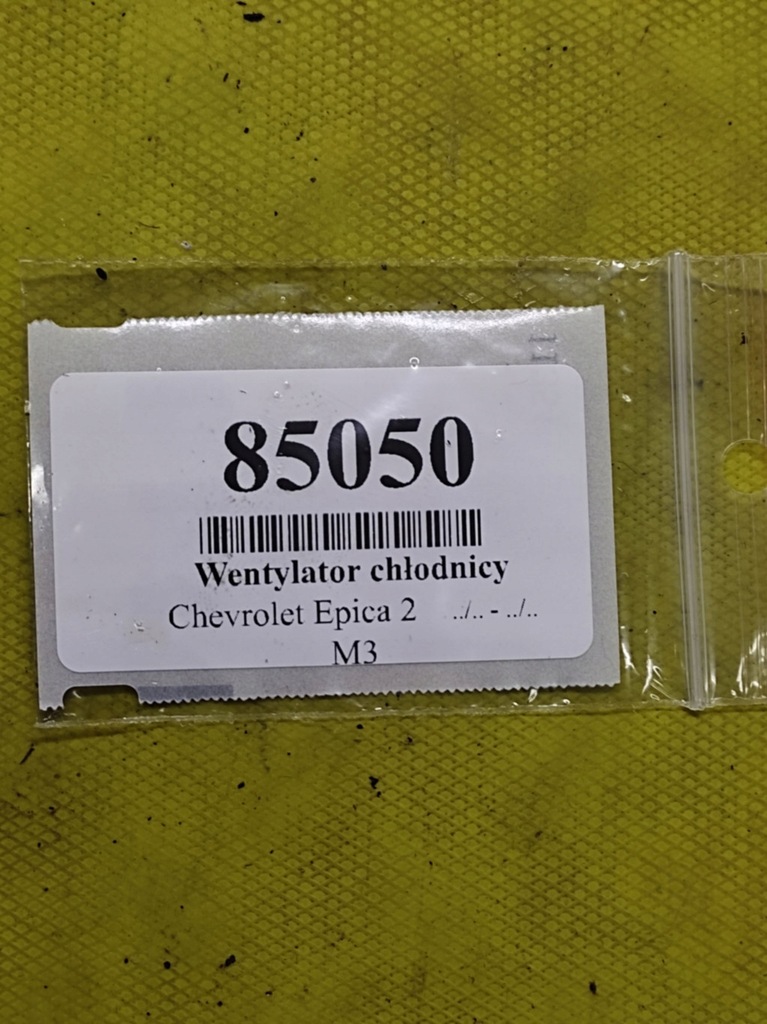 85050
Wentylator chłodnicy
Chevrolet Epica 2 ../.. - ../..
M3